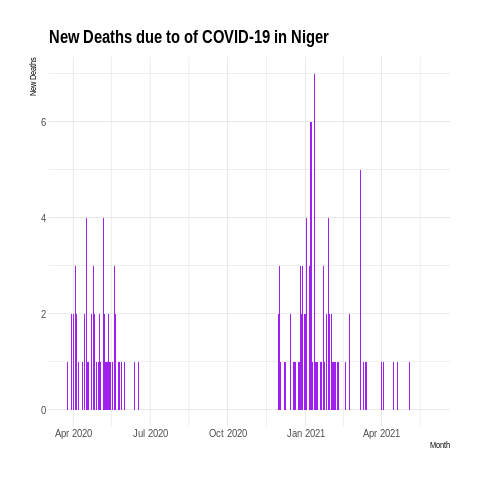 New Deaths due to of COVID-19 in Niger
New Deaths
6
4
2
0
Apr 2020 Jul 2020 Oct 2020 Jan 2021 Apr 2021
Month